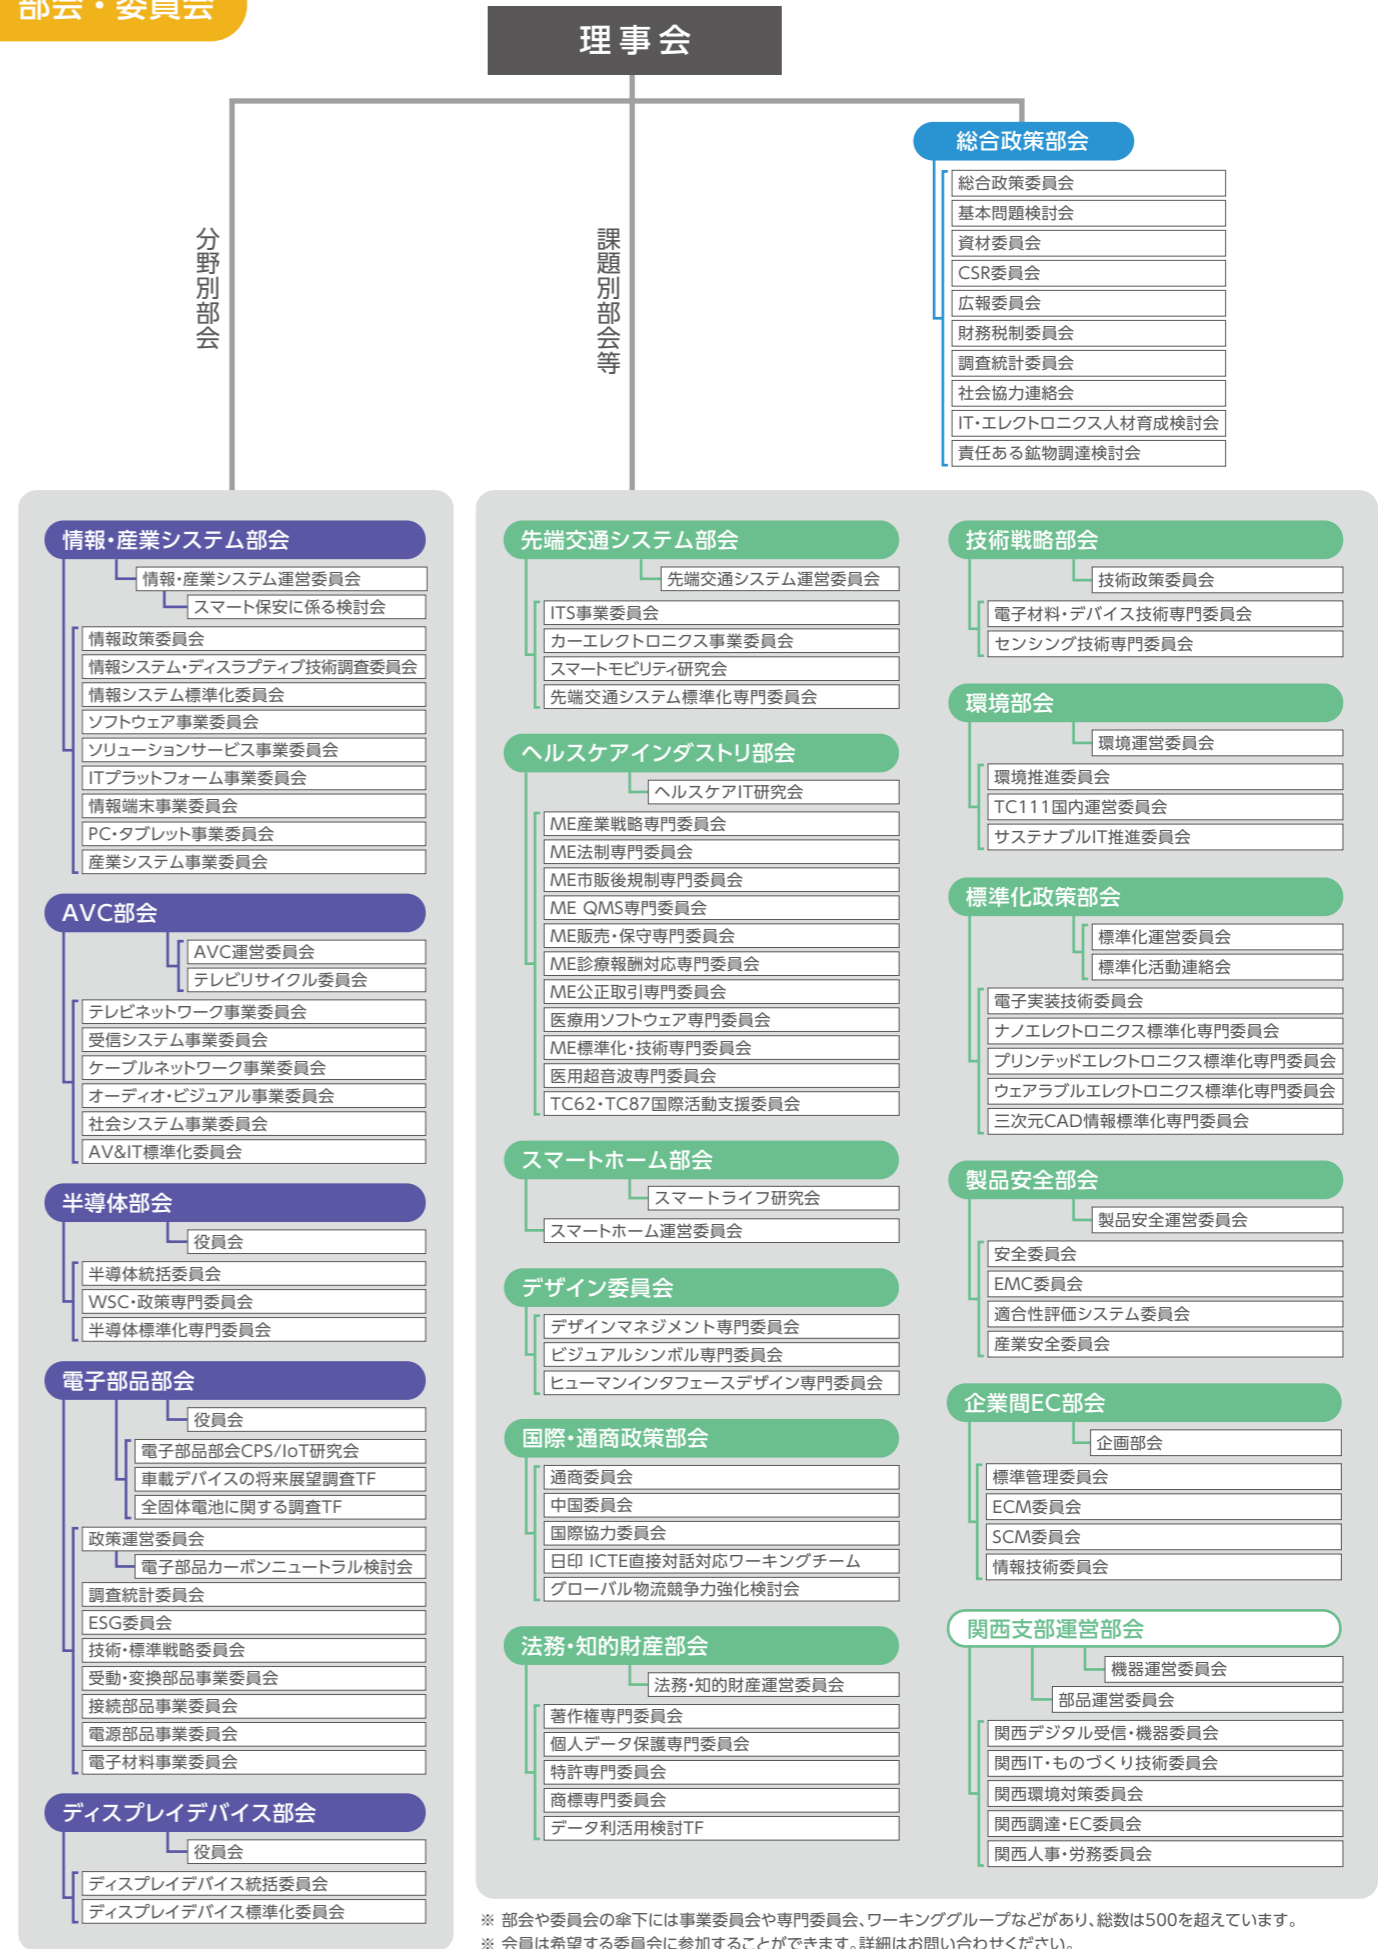 部会・委員会
理事会
総合政策部会
総合政策委員会
基本問題検討会
資材委員会
CSR委員会
広報委員会
財務税制委員会
調査統計委員会
社会協力連絡会
IT・エレクトロニクス人材育成検討会
責任ある鉱物調達検討会
分野別部会
課題別部会等
情報・産業システム部会
情報・産業システム運営委員会
スマート保安に係る検討会
情報政策委員会
情報システム・ディスラプティブ技術調査委員会
情報システム標準化委員会
ソフトウェア事業委員会
ソリューションサービス事業委員会
ITプラットフォーム事業委員会
情報端末事業委員会
PC・タブレット事業委員会
産業システム事業委員会
AVC部会
AVC運営委員会
テレビリサイクル委員会
テレビネットワーク事業委員会
受信システム事業委員会
ケーブルネットワーク事業委員会
オーディオ・ビジュアル事業委員会
社会システム事業委員会
AV&IT標準化委員会
半導体部会
役員会
半導体統括委員会
WSC・政策専門委員会
半導体標準化専門委員会
電子部品部会
役員会
電子部品部会CPS/IoT研究会
車載デバイスの将来展望調査TF
全固体電池に関する調査TF
政策運営委員会
電子部品カーボンニュートラル検討会
調査統計委員会
ESG委員会
技術・標準戦略委員会
受動・変換部品事業委員会
接続部品事業委員会
電源部品事業委員会
電子材料事業委員会
ディスプレイデバイス部会
役員会
ディスプレイデバイス統括委員会
ディスプレイデバイス標準化委員会
先端交通システム部会
先端交通システム運営委員会
ITS事業委員会
カーエレクトロニクス事業委員会
スマートモビリティ研究会
先端交通システム標準化専門委員会
ヘルスケアインダストリ部会
ヘルスケアIT研究会
ME産業戦略専門委員会
ME法制専門委員会
ME市販後規制専門委員会
ME QMS専門委員会
ME販売・保守専門委員会
ME診療報酬対応専門委員会
ME公正取引専門委員会
医療用ソフトウェア専門委員会
ME標準化・技術専門委員会
医用超音波専門委員会
TC62・TC87国際活動支援委員会
スマートホーム部会
スマートライフ研究会
スマートホーム運営委員会
デザイン委員会
デザインマネジメント専門委員会
ビジュアルシンボル専門委員会
ヒューマンインタフェースデザイン専門委員会
国際・通商政策部会
通商委員会
中国委員会
国際協力委員会
日印 ICTE直接対話対応ワーキングチーム
グローバル物流競争力強化検討会
法務・知的財産部会
法務・知的財産運営委員会
著作権専門委員会
個人データ保護専門委員会
特許専門委員会
商標専門委員会
データ利活用検討TF
技術戦略部会
技術政策委員会
電子材料・デバイス技術専門委員会
センシング技術専門委員会
環境部会
環境運営委員会
環境推進委員会
TC111国内運営委員会
サステナブルIT推進委員会
標準化政策部会
標準化運営委員会
標準化活動連絡会
電子実装技術委員会
ナノエレクトロニクス標準化専門委員会
プリンテッドエレクトロニクス標準化専門委員会
ウェアラブルエレクトロニクス標準化専門委員会
三次元CAD情報標準化専門委員会
製品安全部会
製品安全運営委員会
安全委員会
EMC委員会
適合性評価システム委員会
産業安全委員会
企業間EC部会
企画部会
標準管理委員会
ECM委員会
SCM委員会
情報技術委員会
関西支部運営部会
機器運営委員会
部品運営委員会
関西デジタル受信・機器委員会
関西IT・ものづくり技術委員会
関西環境対策委員会
関西調達・EC委員会
関西人事・労務委員会
※ 部会や委員会の傘下には事業委員会や専門委員会、ワーキンググループなどがあり、総数は500を超えています。
※ 会員は希望する委員会に参加することができます。詳細はお問い合わせください。